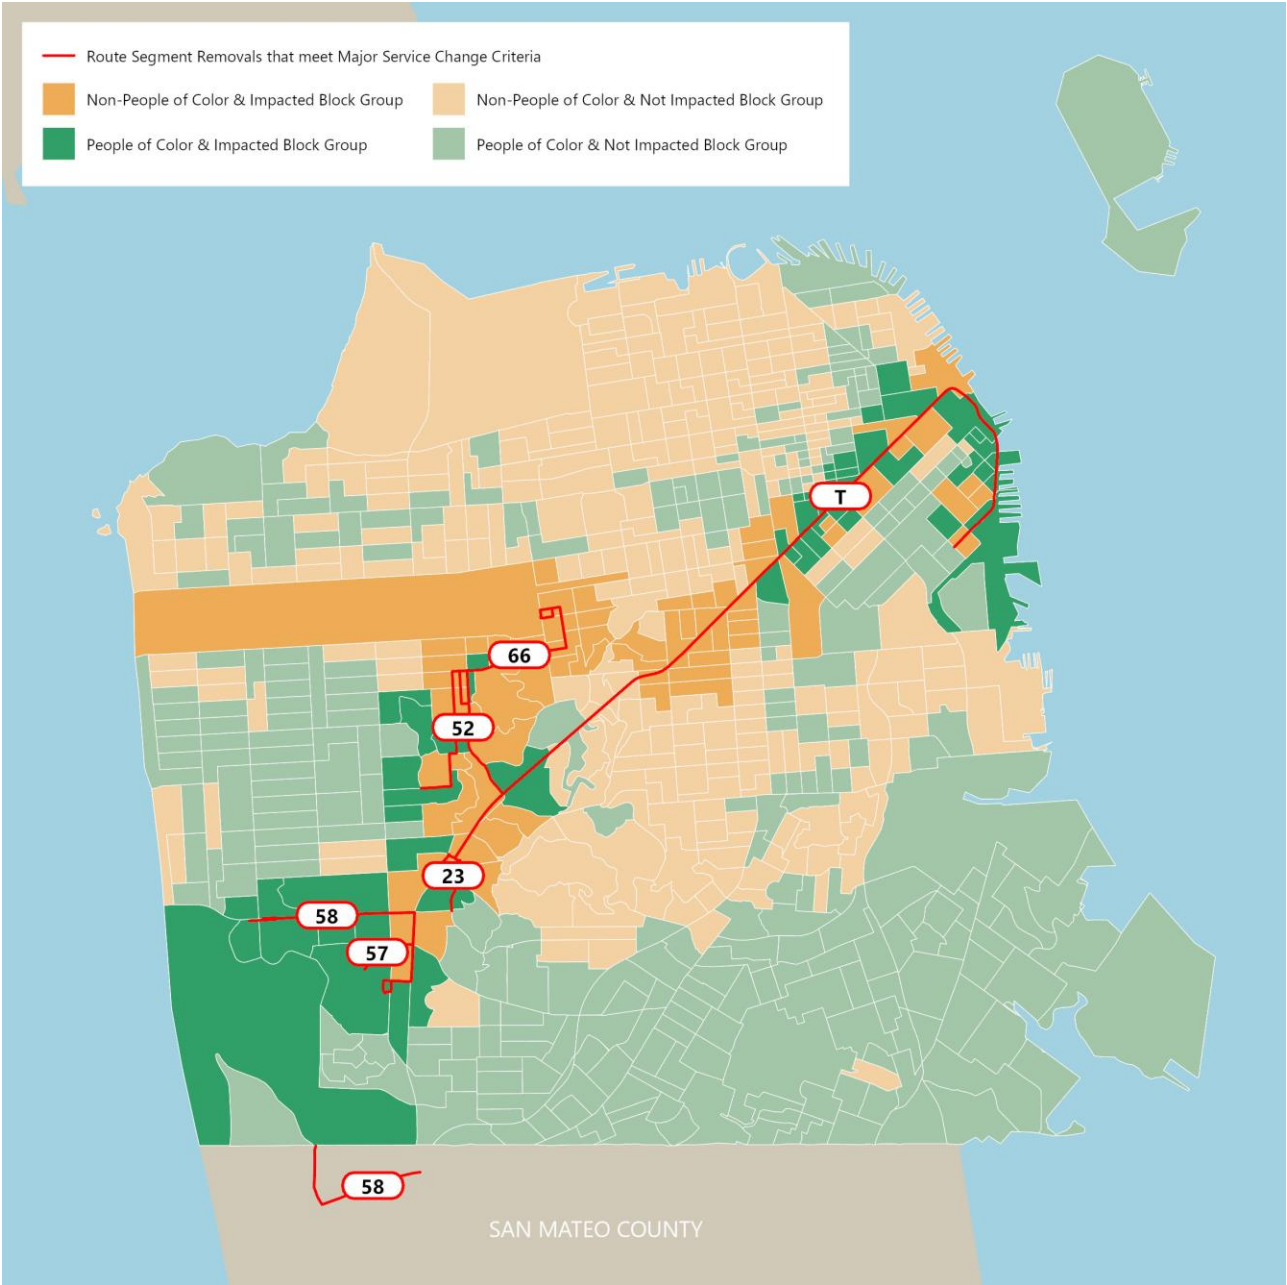 Route Segment Removals that meet Major Service Change Criteria
Non-People of Color & Impacted Block Group
Non-People of Color & Not Impacted Block Group
People of Color & Impacted Block Group
People of Color & Not Impacted Block Group
T
66
52
23
58
57
58
SAN MATEO COUNTY